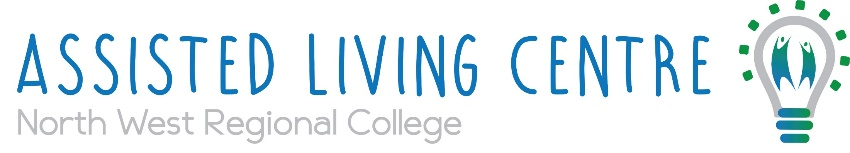 ASSISTED LIVING CENTRE
North West Regional College